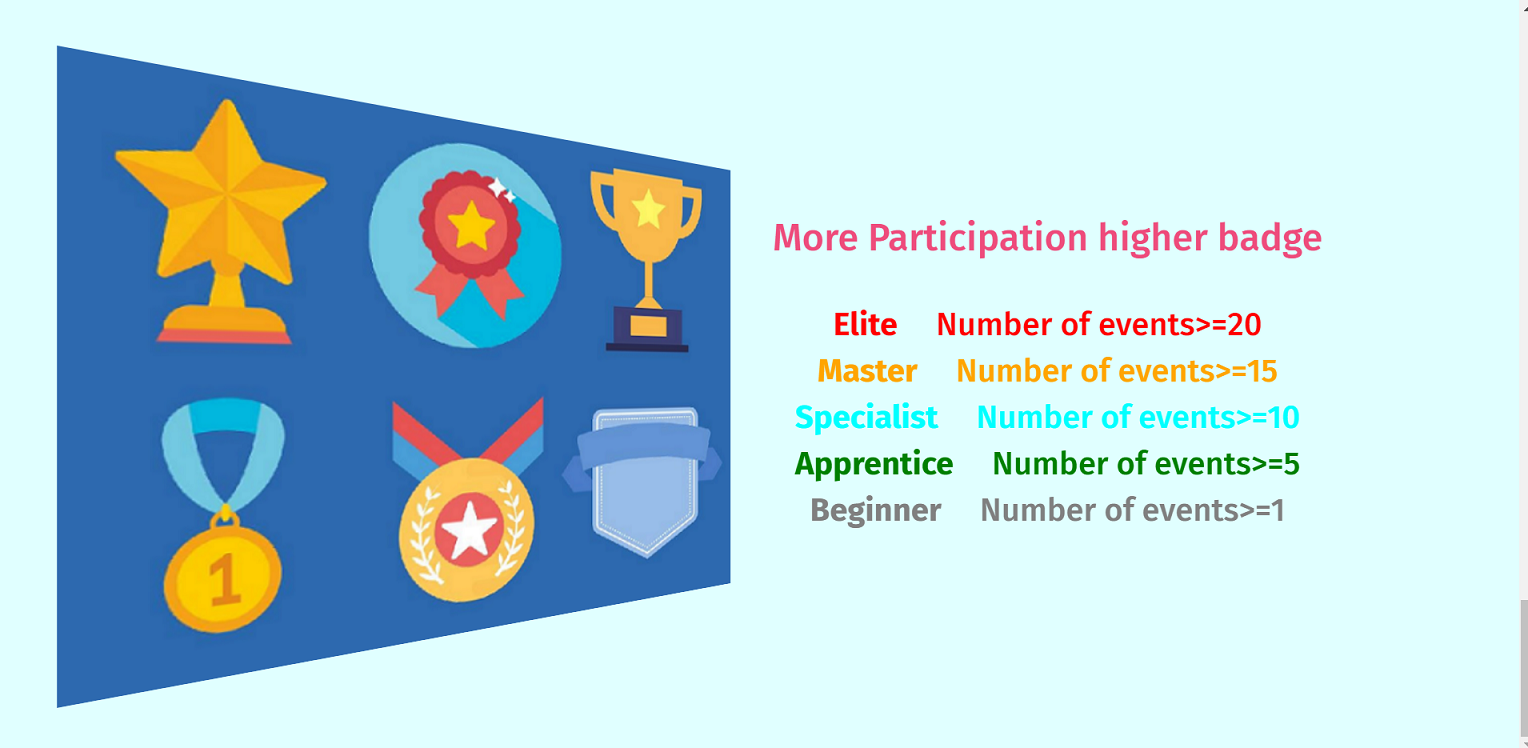 1
More Participation higher badge
Elite Number of events>=20
Master Number of events>=15
Specialist Number of events>=10
Apprentice Number of events>=5
Beginner Number of events>=1